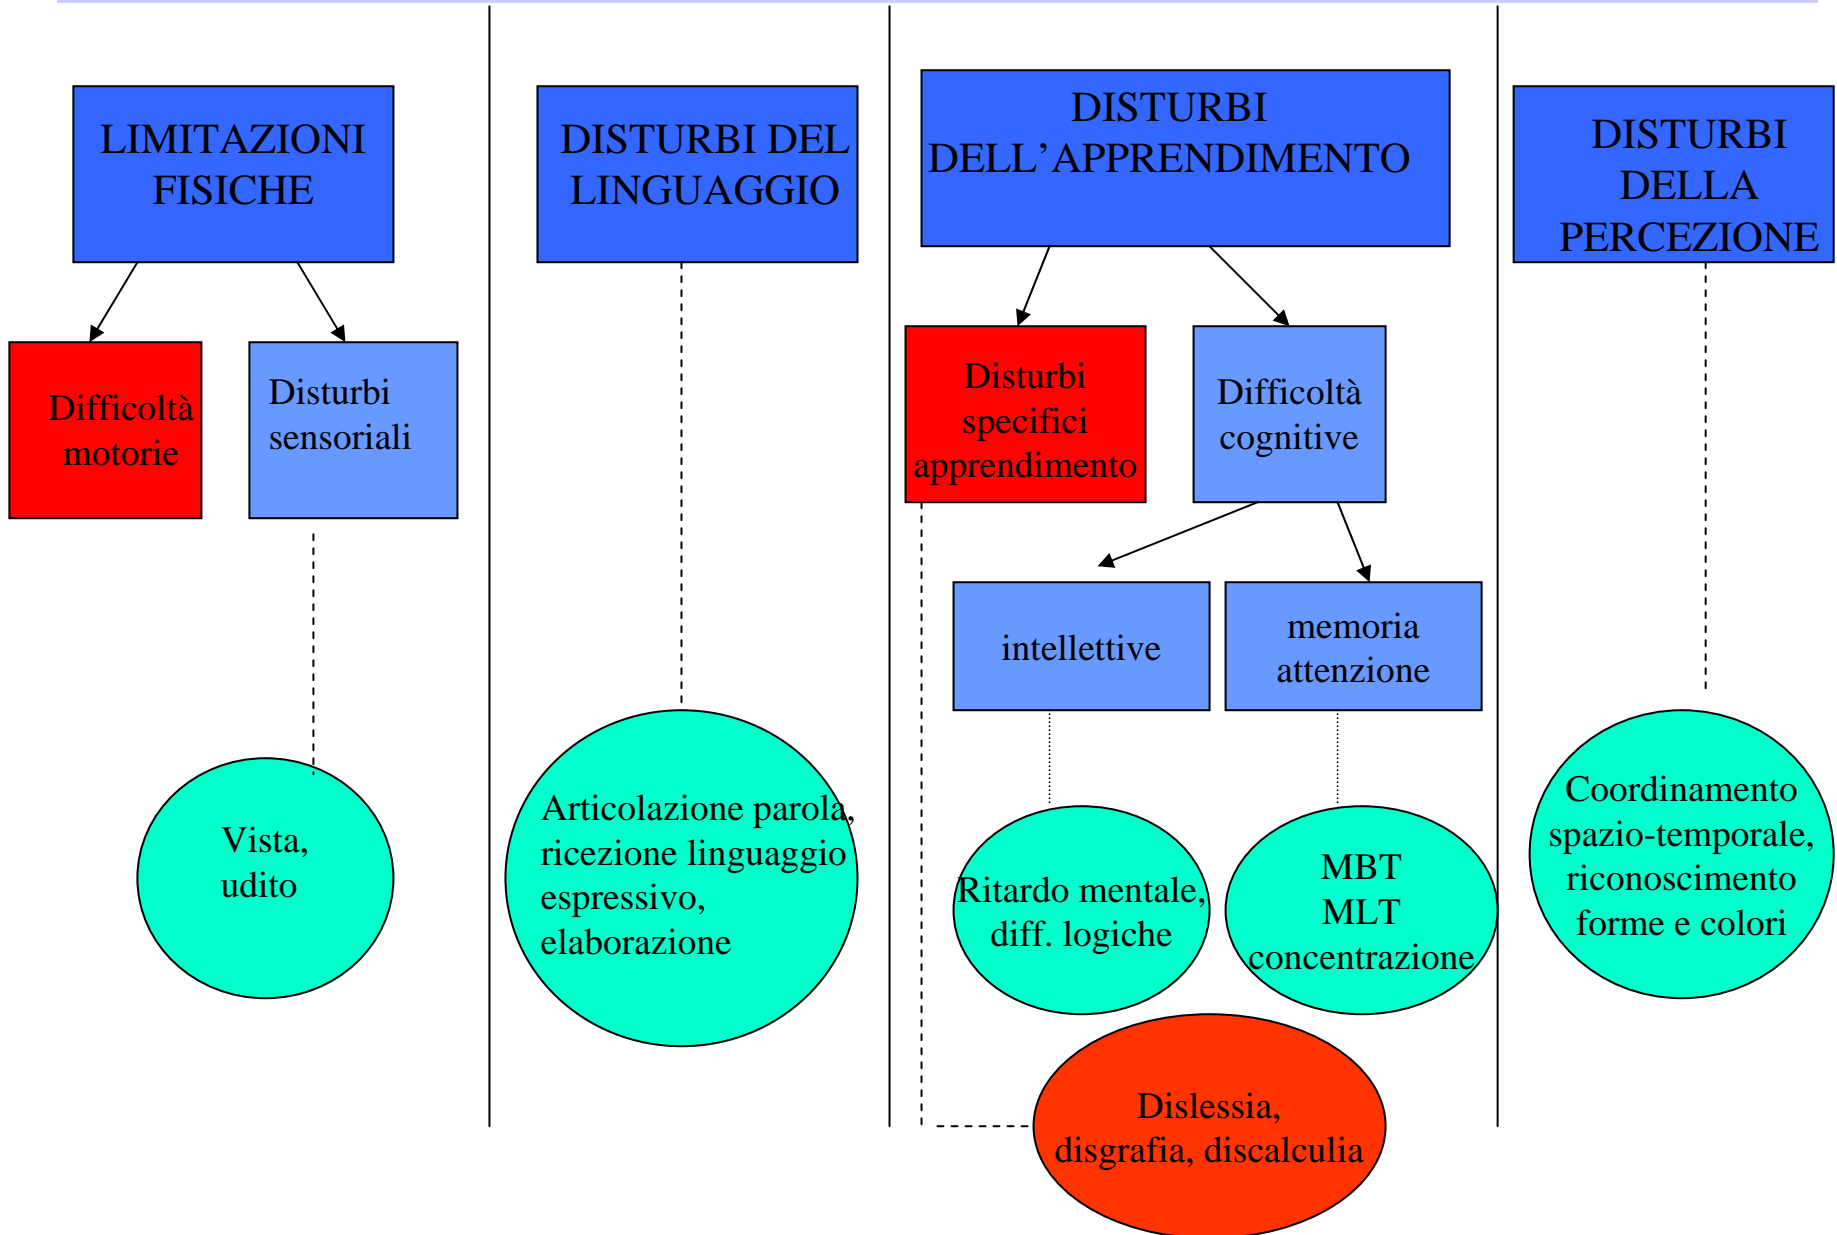 LIMITAZIONI
FISICHE
Difficoltà
motorie
Disturbi
sensoriali
Vista,
udito
DISTURBI DEL
LINGUAGGIO
Articolazione parola,
ricezione linguaggio
espressivo,
elaborazione
DISTURBI
DELL’APPRENDIMENTO
Disturbi
specifici
apprendimento
Difficoltà
cognitive
intellettive
memoria
attenzione
Ritardo mentale,
diff. logiche
MBT
MLT
concentrazione
Dislessia,
disgrafia, discalculia
DISTURBI
DELLA
PERCEZIONE
Coordinamento
spazio-temporale,
riconoscimento
forme e colori